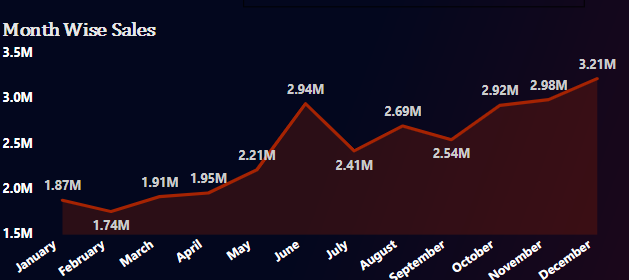 Month Wise Sales
3.5M
3.0M
2.5M
2.0M
1.5M
1.87M
1.74M
1.91M
1.95M
2.21M
2.94M
2.41M
2.69M
2.54M
2.92M
2.98M
3.21M
January
February
March
April
May
June
July
August
September
October
November
December